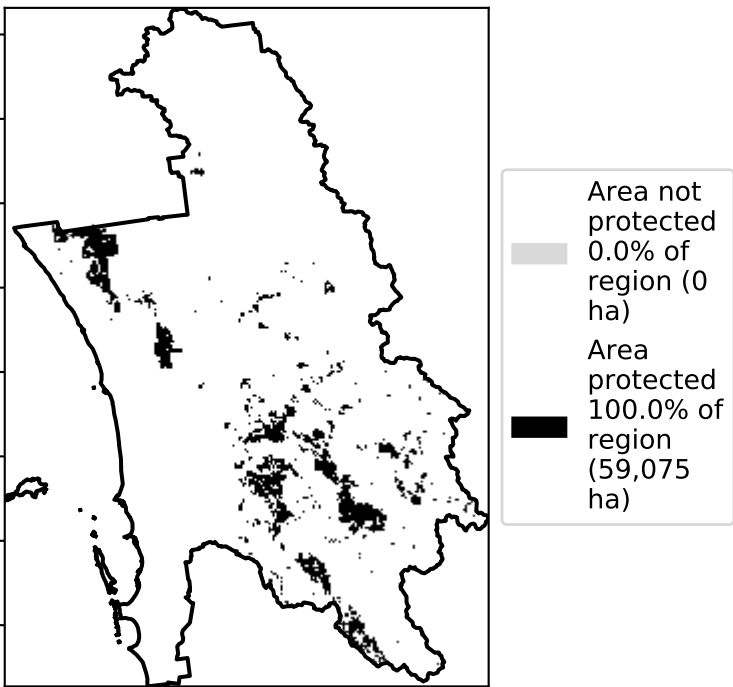 Area not
protected
0.0% of
region (0
ha)
Area
protected
100.0% of
region
(59,075
ha)